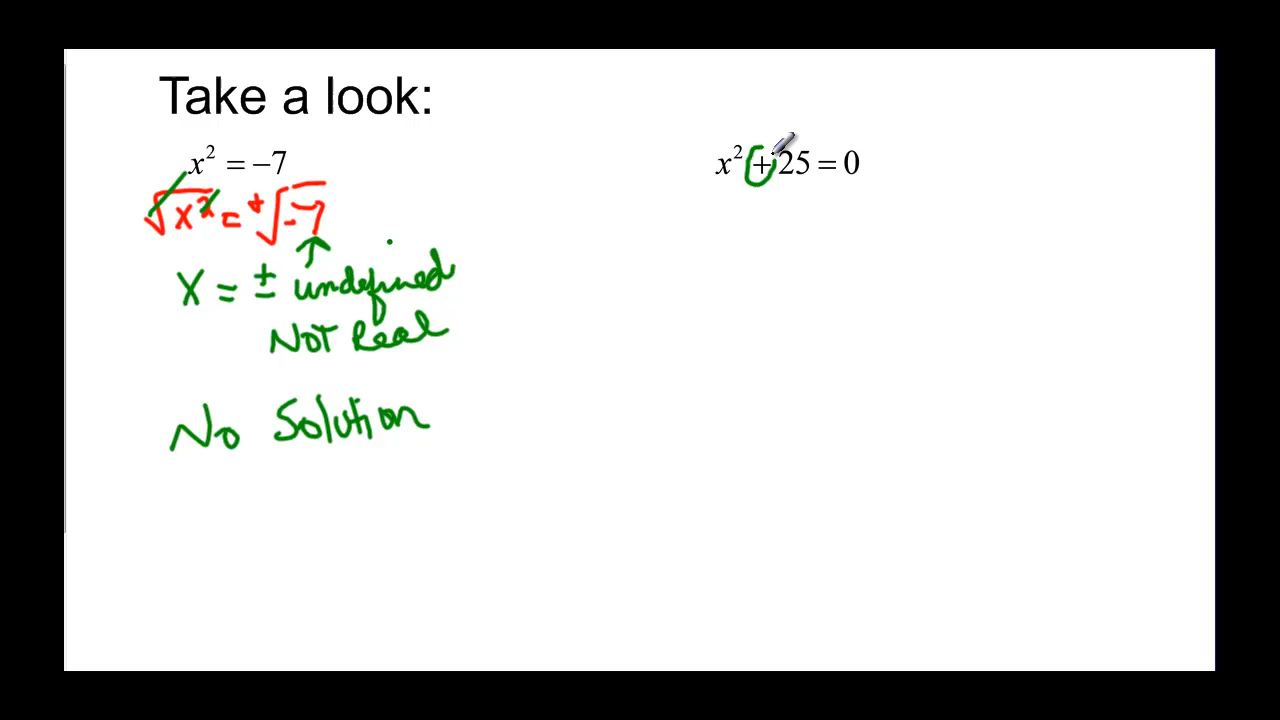 Take a look:
x² = −7
√x² = ±√−7
x = ± undefined
NOT Real
No Solution
x² + 25 = 0